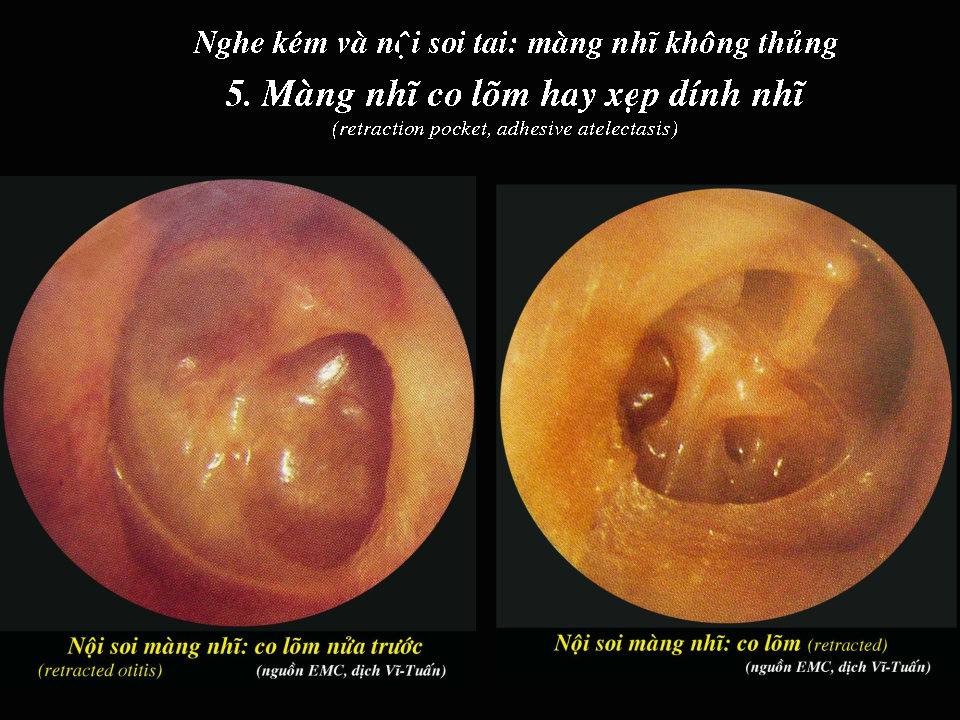 Nghe kém và nội soi tai: màng nhĩ không thủng
5. Màng nhĩ co lõm hay xẹp dính nhĩ
(retraction pocket, adhesive atelectasis)
Nội soi màng nhĩ: co lõm nửa trước
(retracted otitis) (nguồn EMC, dịch Vĩ-Tuấn)
Nội soi màng nhĩ: co lõm (retracted)
(nguồn EMC, dịch Vĩ-Tuấn)